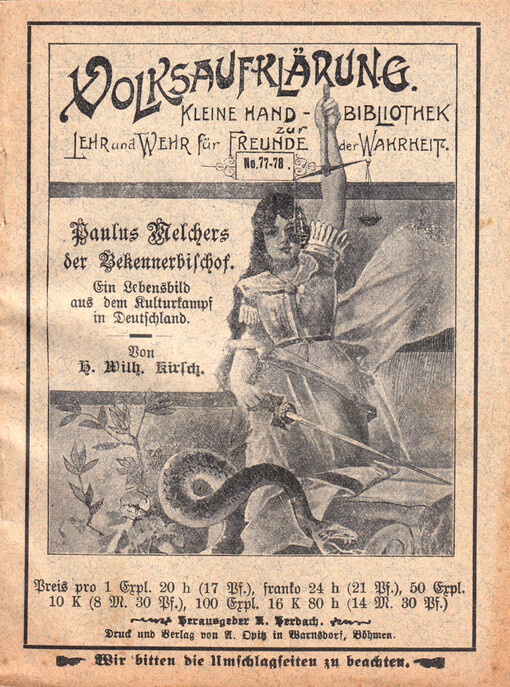 VOLKSAUFKLÄRUNG.
KLEINE HAND-BIBLIOTHEK
zur
LEHR und WEHR für FREUNDE der WAHRHEIT.
No. 77-78.
Paulus Melchers
der Bekennerbischof.
Ein Lebensbild
aus dem Kulturkampf
in Deutschland.
Von
H. Wilh. Kirsch.
Preis pro 1 Expl. 20 h (17 Pf.), franko 24 h (21 Pf.), 50 Expl.
10 K (8 M. 30 Pf.), 100 Expl. 16 K 80 h (14 M. 30 Pf.)
Herausgeber A. Herdach.
Druck und Verlag von A. Opitz in Warnsdorf, Böhmen.
Wir bitten die Umschlagseiten zu beachten.